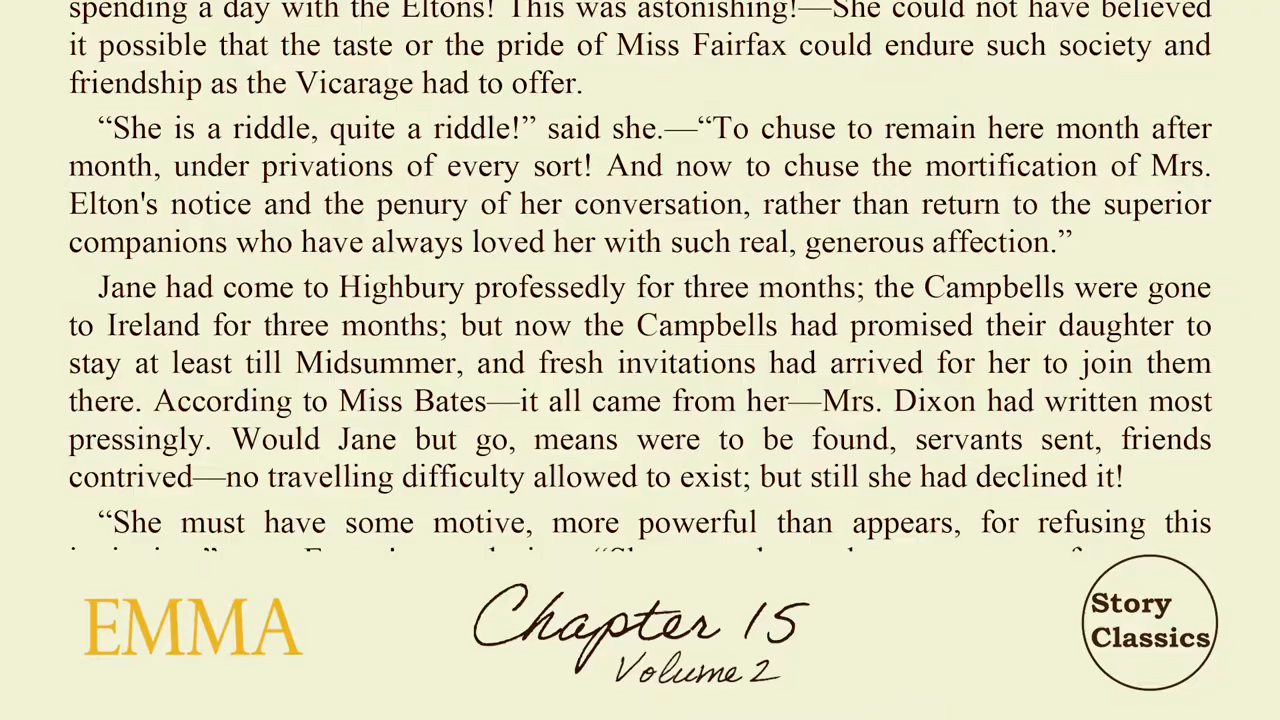 spending a day with the Eltons! This was astonishing!—She could not have believed
it possible that the taste or the pride of Miss Fairfax could endure such society and
friendship as the Vicarage had to offer.
“She is a riddle, quite a riddle!” said she.—“To chuse to remain here month after
month, under privations of every sort! And now to chuse the mortification of Mrs.
Elton's notice and the penury of her conversation, rather than return to the superior
companions who have always loved her with such real, generous affection.”
Jane had come to Highbury professedly for three months; the Campbells were gone
to Ireland for three months; but now the Campbells had promised their daughter to
stay at least till Midsummer, and fresh invitations had arrived for her to join them
there. According to Miss Bates—it all came from her—Mrs. Dixon had written most
pressingly. Would Jane but go, means were to be found, servants sent, friends
contrived—no travelling difficulty allowed to exist; but still she had declined it!
“She must have some motive, more powerful than appears, for refusing this
EMMA
Chapter 15
Volume 2
Story
Classics